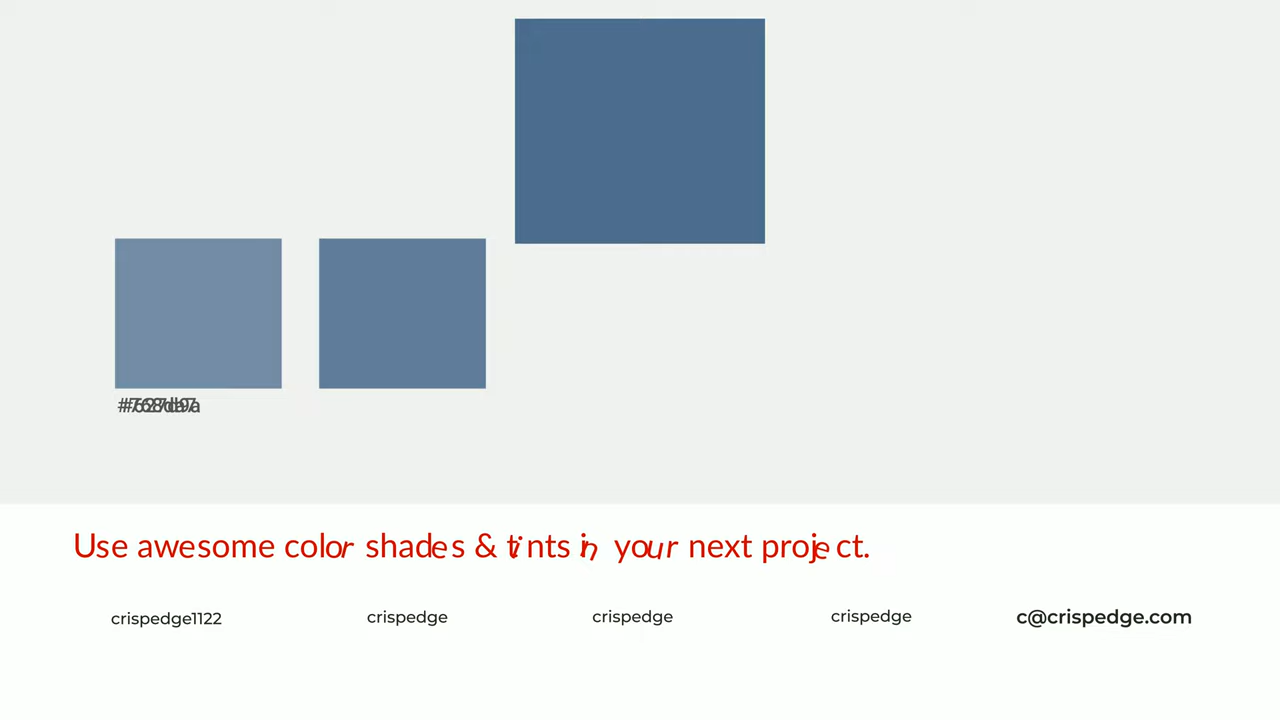 Use awesome color shades & tints in your next project.
crispedge1122 crispedge crispedge crispedge c@crispedge.com